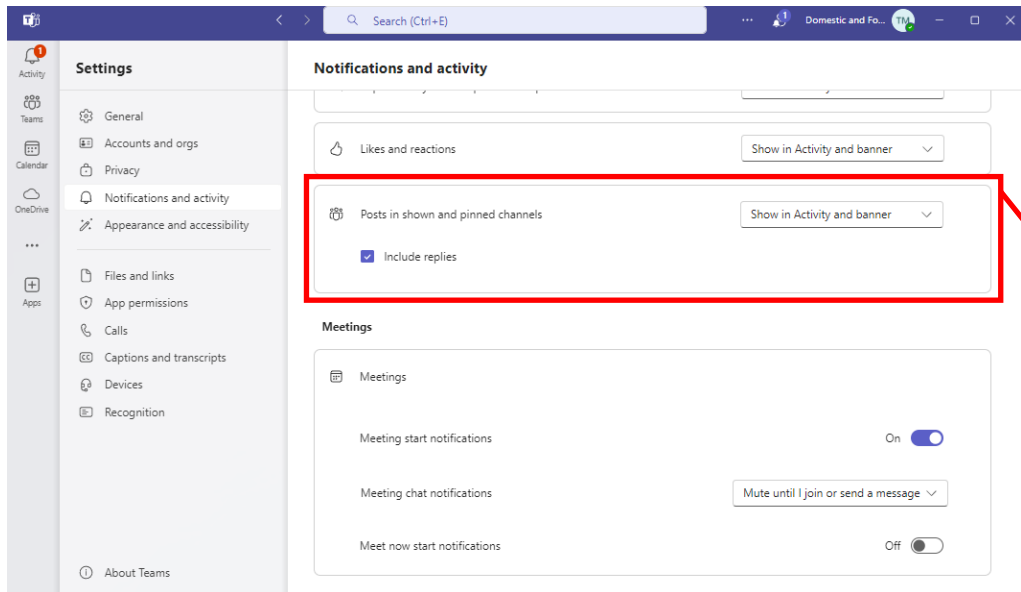 Search (Ctrl+E)
1
Domestic and Fo...
TM
1
Activity
Teams
Calendar
OneDrive
Apps
Settings
General
Accounts and orgs
Privacy
Notifications and activity
Appearance and accessibility
Files and links
App permissions
Calls
CC
Captions and transcripts
Devices
Recognition
About Teams
Notifications and activity
Likes and reactions
Show in Activity and banner
Posts in shown and pinned channels
Show in Activity and banner
Include replies
Meetings
Meetings
Meeting start notifications
On
Meeting chat notifications
Mute until I join or send a message
Meet now start notifications
Off